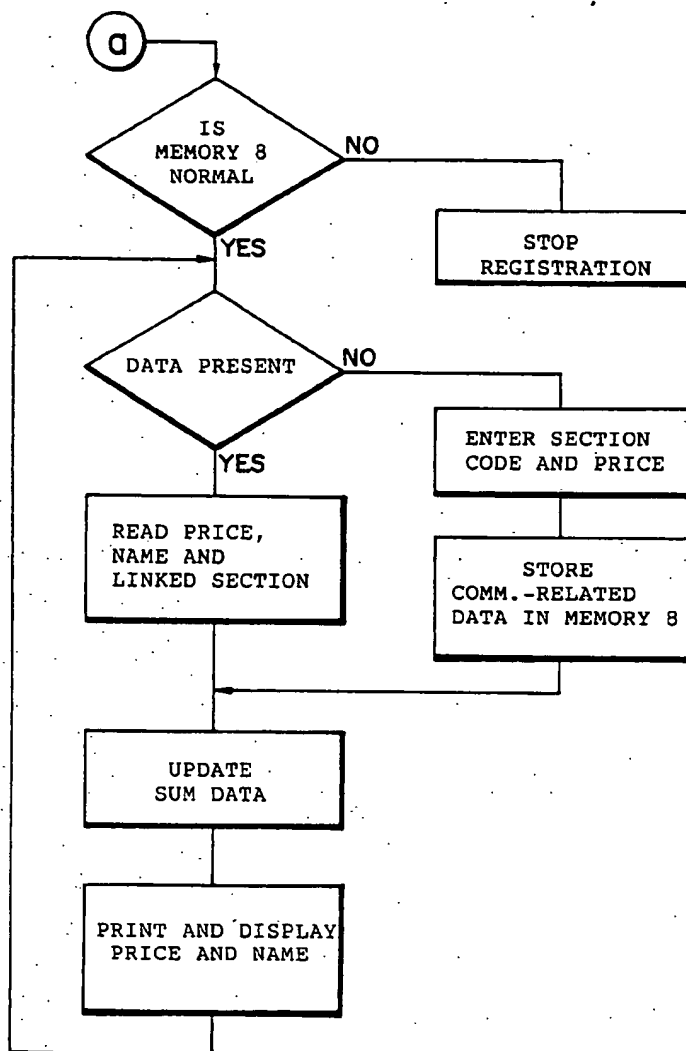 a
IS
MEMORY 8
NORMAL
NO
YES
STOP
REGISTRATION
DATA PRESENT
NO
YES
ENTER SECTION
CODE AND PRICE
READ PRICE,
NAME AND
LINKED SECTION
STORE
COMM.-RELATED
DATA IN MEMORY 8
UPDATE
SUM DATA
PRINT AND DISPLAY
PRICE AND NAME